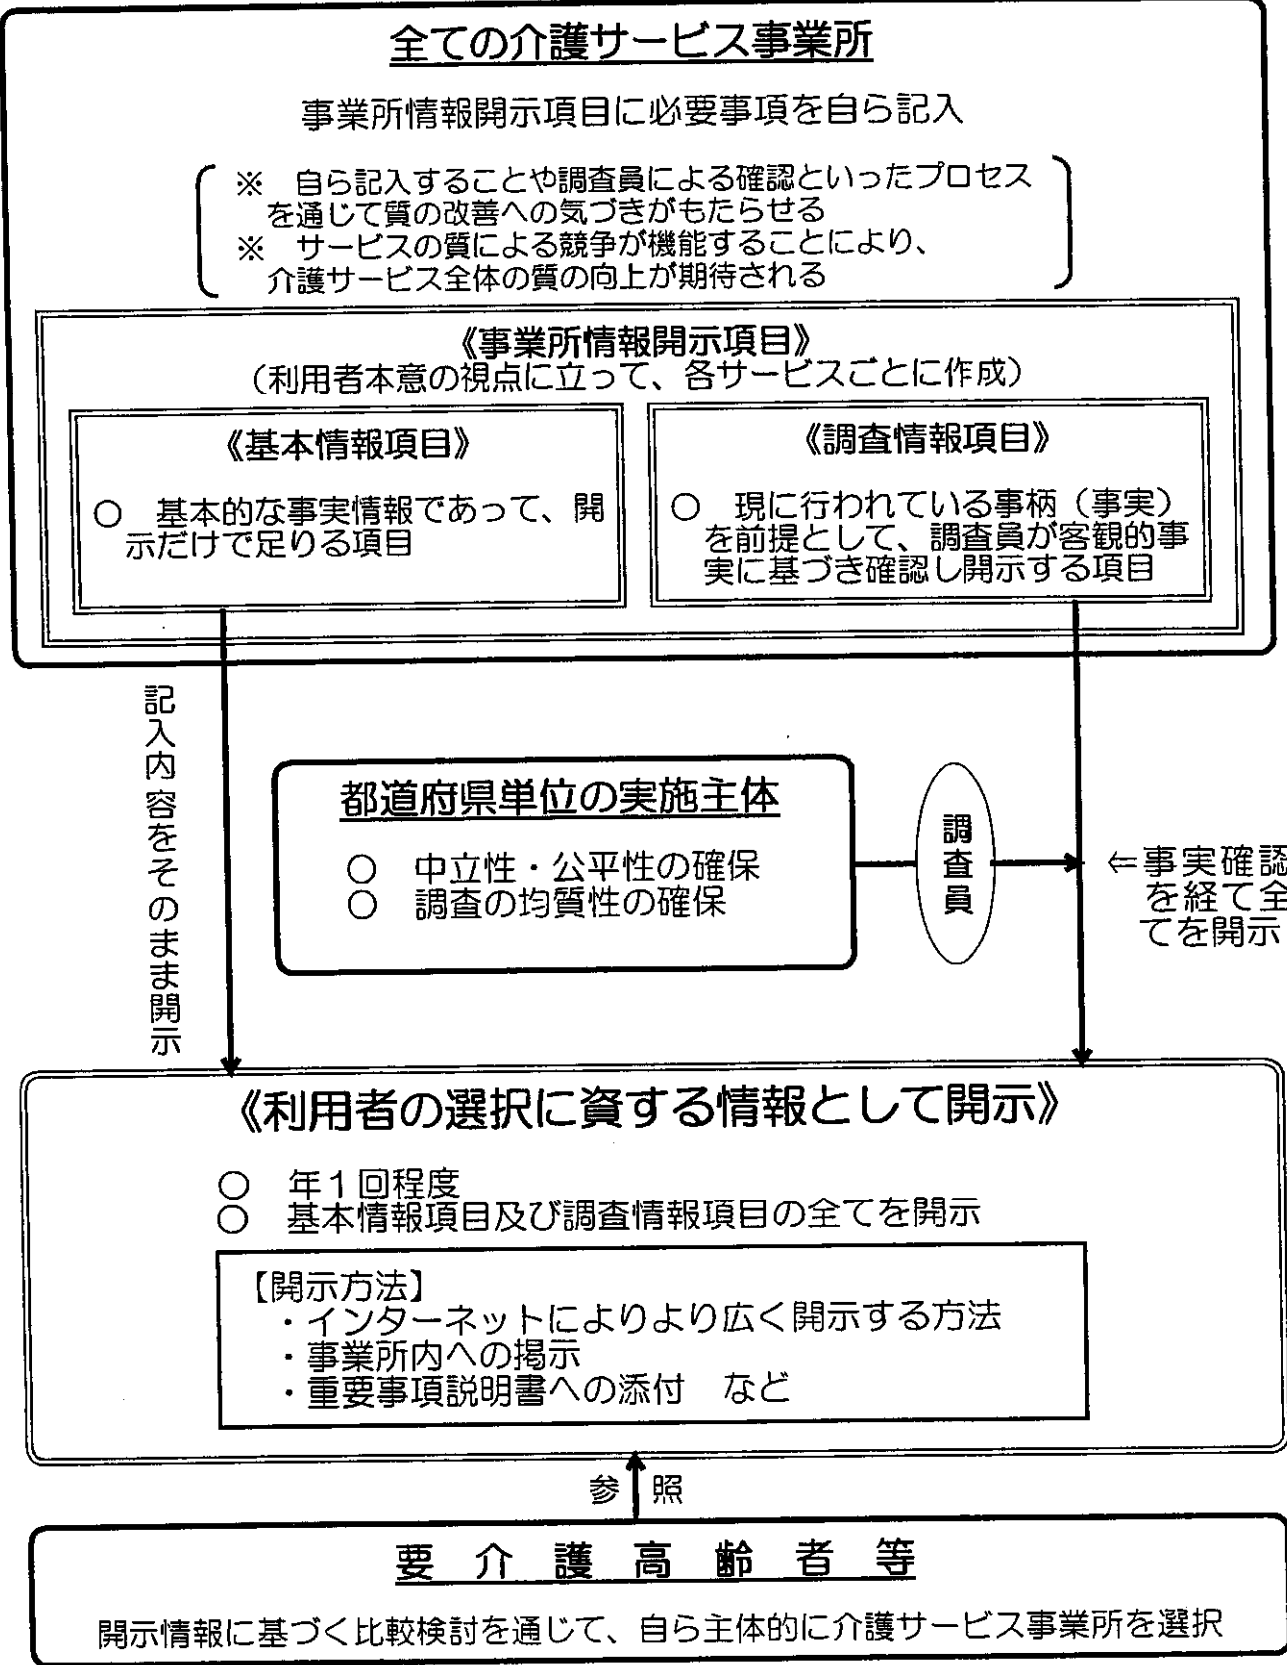 全ての介護サービス事業所
事業所情報開示項目に必要事項を自ら記入
※　自ら記入することや調査員による確認といったプロセス
を通じて質の改善への気づきがもたらせる
※　サービスの質による競争が機能することにより、
介護サービス全体の質の向上が期待される
《事業所情報開示項目》
（利用者本意の視点に立って、各サービスごとに作成）
《基本情報項目》
○　基本的な事実情報であって、開
示だけで足りる項目
《調査情報項目》
○　現に行われている事柄（事実）
を前提として、調査員が客観的事
実に基づき確認し開示する項目
記入内容をそのまま開示
都道府県単位の実施主体
○　中立性・公平性の確保
○　調査の均質性の確保
調査員
⇐事実確認
を経て全
てを開示
《利用者の選択に資する情報として開示》
○　年１回程度
○　基本情報項目及び調査情報項目の全てを開示
【開示方法】
・インターネットによりより広く開示する方法
・事業所内への掲示
・重要事項説明書への添付　など
参照
要介護高齢者等
開示情報に基づく比較検討を通じて、自ら主体的に介護サービス事業所を選択